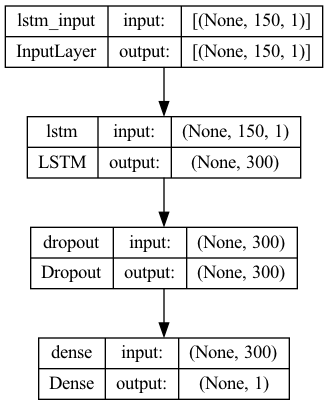 lstm_input input: [(None, 150, 1)]
InputLayer output: [(None, 150, 1)]
lstm input: (None, 150, 1)
LSTM output: (None, 300)
dropout input: (None, 300)
Dropout output: (None, 300)
dense input: (None, 300)
Dense output: (None, 1)